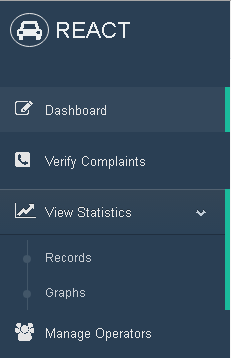 REACT
Dashboard
Verify Complaints
View Statistics
Records
Graphs
Manage Operators